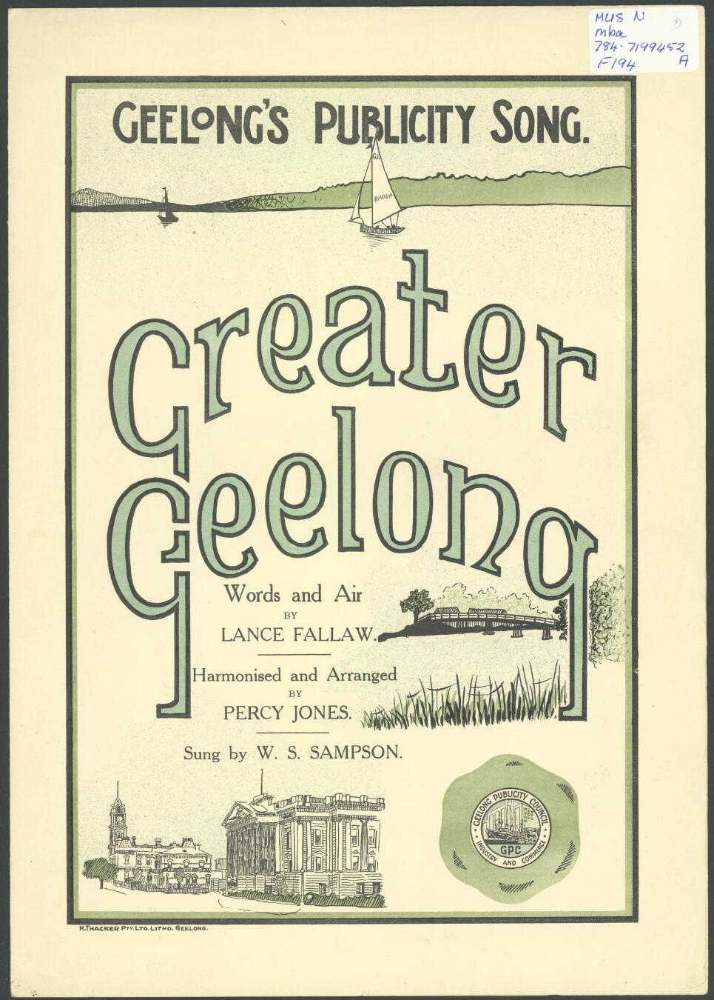 MUS N
mba
784.7199452
F194 A
GEELONG'S PUBLICITY SONG.
G.I.
Greater
Geelong
Words and Air
BY
LANCE FALLAW.
Harmonised and Arranged
BY
PERCY JONES.
Sung by W. S. SAMPSON.
GEELONG PUBLICITY COUNCIL
GPC
INDUSTRY AND COMMERCE
H. THACKER PTY. LTD. LITHO. GEELONG.